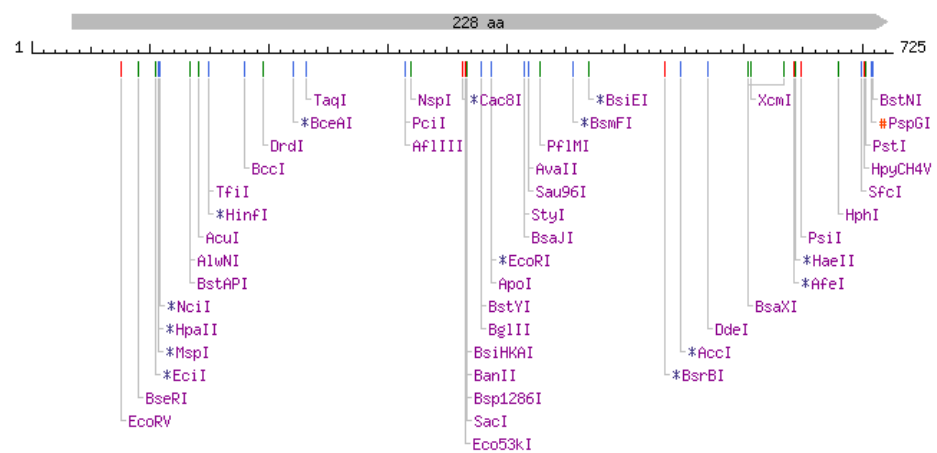 228 aa
1 725
TaqI NspI *Cac8I *BsiEI XcmI BstNI
*BceAI PciI *BsmFI #PspGI
DrdI AflIII PflMI PstI
BccI AvaII HpyCH4V
TfiI Sau96I SfcI
*HinfI StyI HphI
AcuI BsaJI PsiI
AlwNI *EcoRI *HaeII
BstAPI ApoI *AfeI
*NciI BstYI BsaXI
*HpaII BglII DdeI
*MspI BsiHKAI *AccI
*EciI BanII *BsrBI
BseRI Bsp1286I
EcoRV SacI
Eco53kI